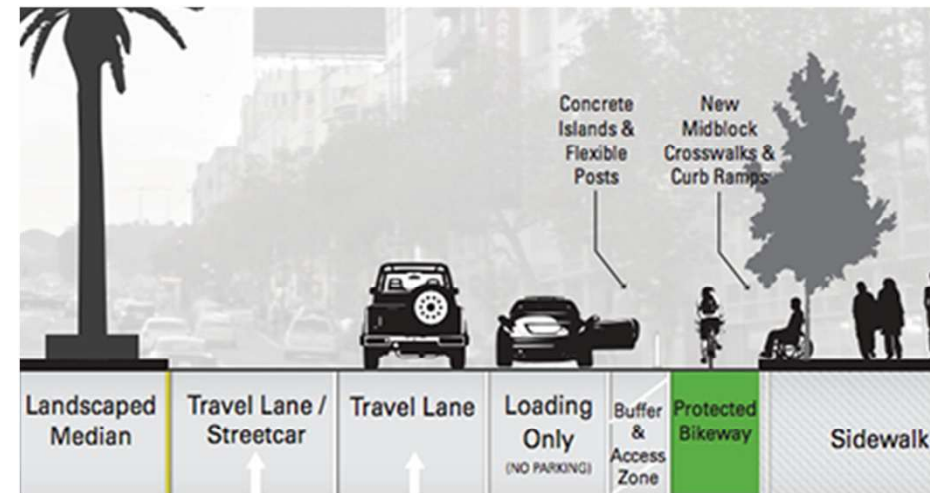 Concrete
Islands &
Flexible
Posts
New
Midblock
Crosswalks &
Curb Ramps
Landscaped
Median
Travel Lane /
Streetcar
Travel Lane
Loading
Only
(NO PARKING)
Buffer
&
Access
Zone
Protected
Bikeway
Sidewalk